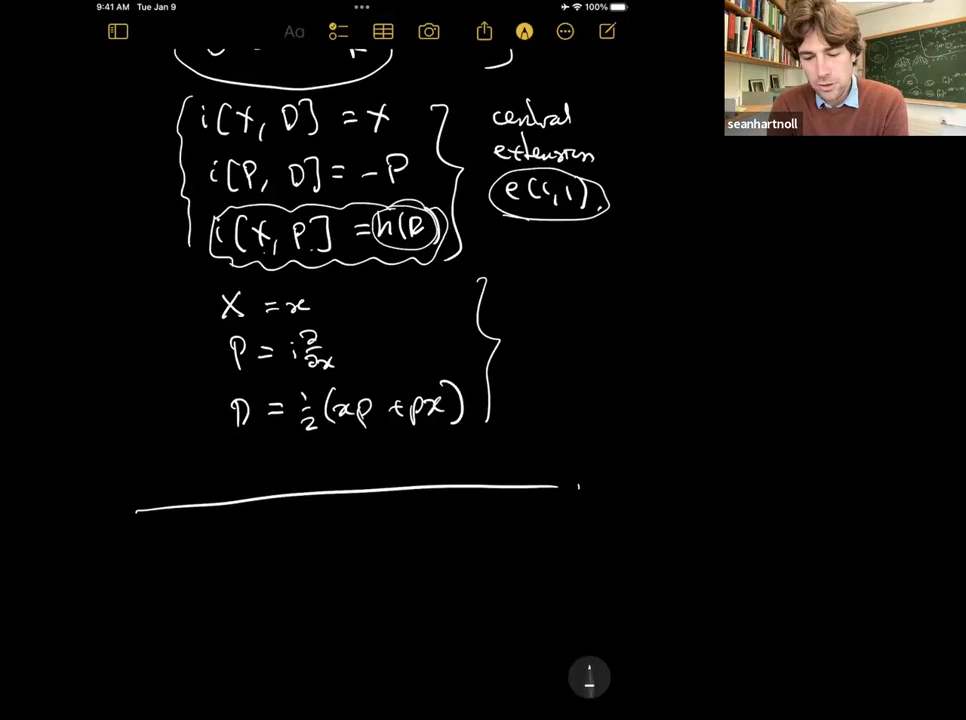 9:41 AM Tue Jan 9
100%
Aa
seanhartnoll
i[X, D] = X
i[P, D] = -P
i[X, P] = h(R)
central
extension
e(1,1).
X = x
P = i∂/∂x
D = 1/2 (xp + px)